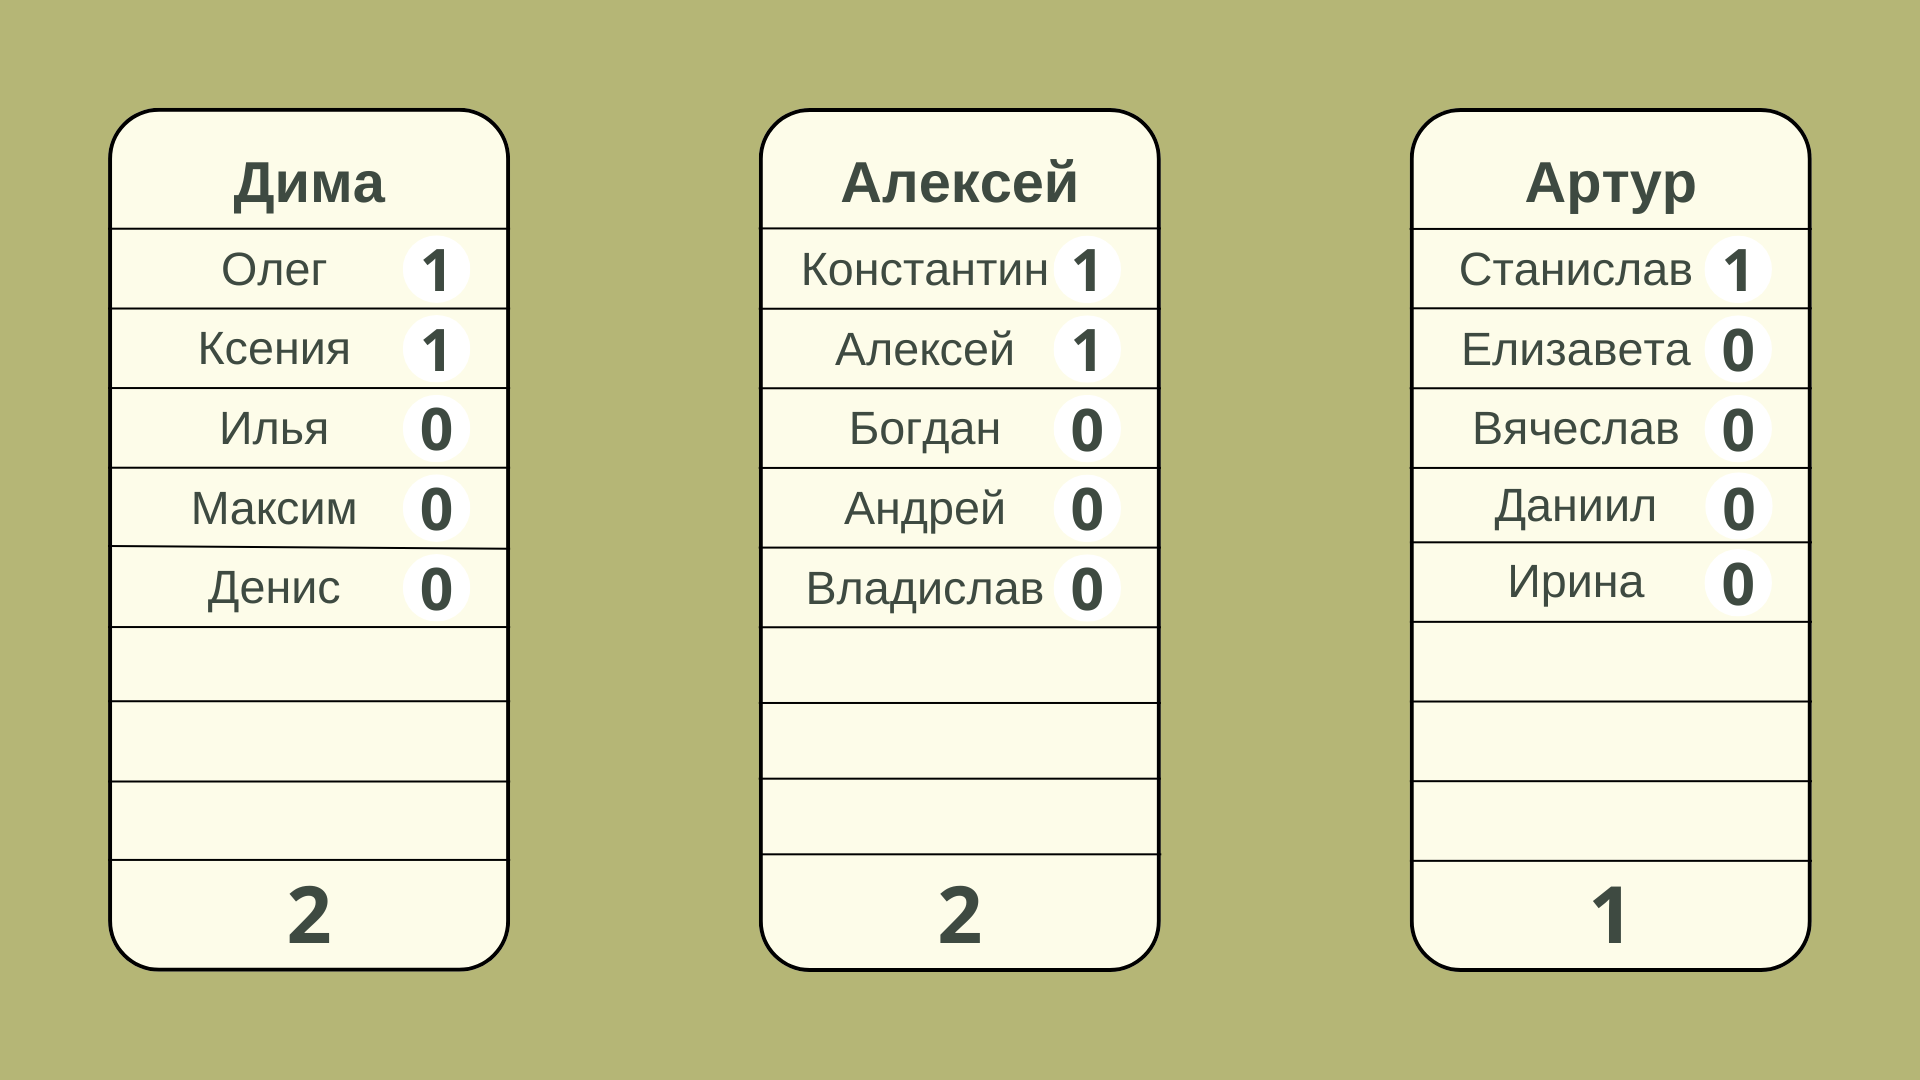 Дима
Олег 1
Ксения 1
Илья 0
Максим 0
Денис 0
2
Алексей
Константин 1
Алексей 1
Богдан 0
Андрей 0
Владислав 0
2
Артур
Станислав 1
Елизавета 0
Вячеслав 0
Даниил 0
Ирина 0
1